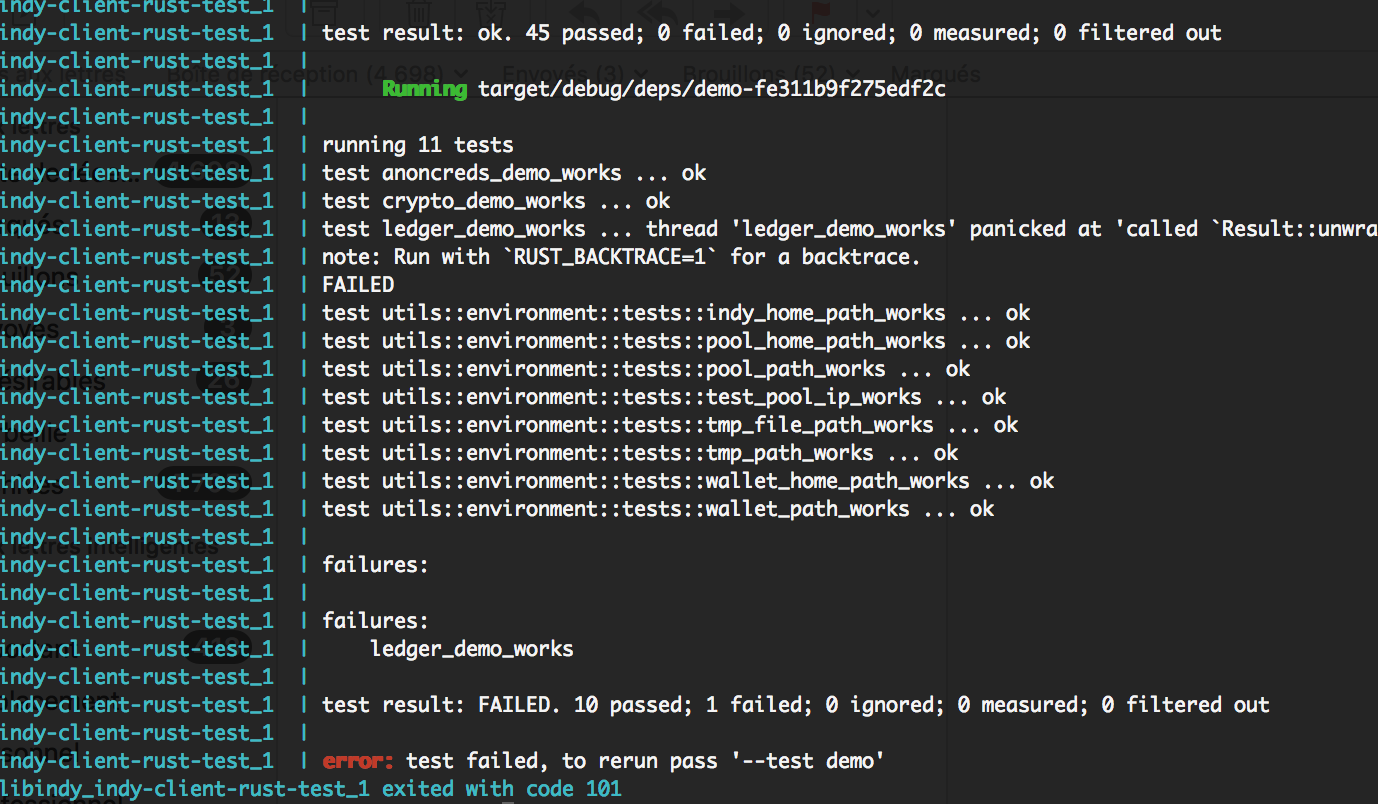 indy-client-rust-test_1 |
indy-client-rust-test_1 | test result: ok. 45 passed; 0 failed; 0 ignored; 0 measured; 0 filtered out
indy-client-rust-test_1 |
indy-client-rust-test_1 | Running target/debug/deps/demo-fe311b9f275edf2c
indy-client-rust-test_1 |
indy-client-rust-test_1 | running 11 tests
indy-client-rust-test_1 | test anoncreds_demo_works ... ok
indy-client-rust-test_1 | test crypto_demo_works ... ok
indy-client-rust-test_1 | test ledger_demo_works ... thread 'ledger_demo_works' panicked at 'called `Result::unwra
indy-client-rust-test_1 | note: Run with `RUST_BACKTRACE=1` for a backtrace.
indy-client-rust-test_1 | FAILED
indy-client-rust-test_1 | test utils::environment::tests::indy_home_path_works ... ok
indy-client-rust-test_1 | test utils::environment::tests::pool_home_path_works ... ok
indy-client-rust-test_1 | test utils::environment::tests::pool_path_works ... ok
indy-client-rust-test_1 | test utils::environment::tests::test_pool_ip_works ... ok
indy-client-rust-test_1 | test utils::environment::tests::tmp_file_path_works ... ok
indy-client-rust-test_1 | test utils::environment::tests::tmp_path_works ... ok
indy-client-rust-test_1 | test utils::environment::tests::wallet_home_path_works ... ok
indy-client-rust-test_1 | test utils::environment::tests::wallet_path_works ... ok
indy-client-rust-test_1 |
indy-client-rust-test_1 | failures:
indy-client-rust-test_1 |
indy-client-rust-test_1 | failures:
indy-client-rust-test_1 | ledger_demo_works
indy-client-rust-test_1 |
indy-client-rust-test_1 | test result: FAILED. 10 passed; 1 failed; 0 ignored; 0 measured; 0 filtered out
indy-client-rust-test_1 |
indy-client-rust-test_1 | error: test failed, to rerun pass '--test demo'
libindy_indy-client-rust-test_1 exited with code 101